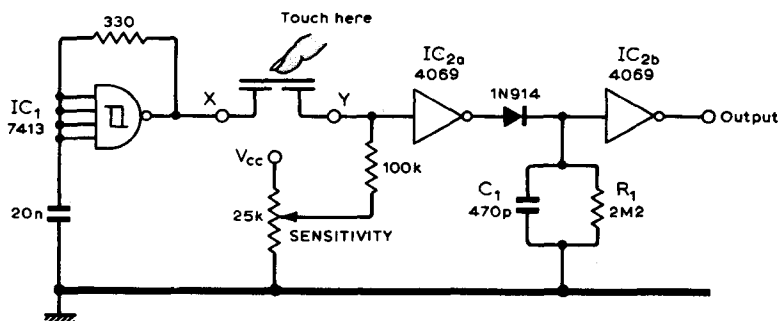 330
Touch here
IC2a
4069
IC2b
4069
IC1
7413
X
Y
1N914
Output
Vcc
100k
C1
470p
R1
2M2
20n
25k
SENSITIVITY